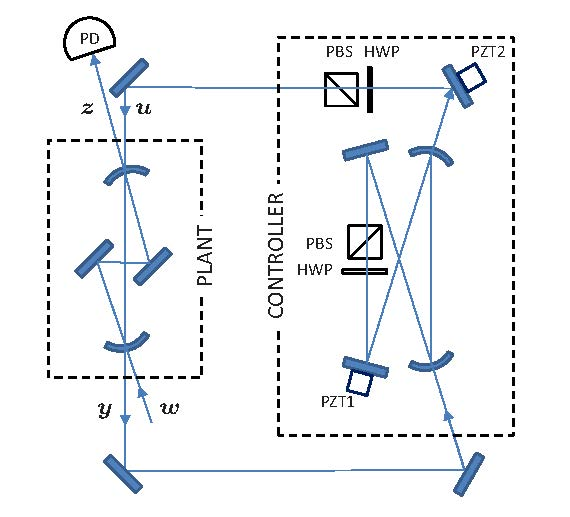 PD
PBS HWP
PZT2
z
u
PLANT
CONTROLLER
PBS
HWP
PZT1
y
w